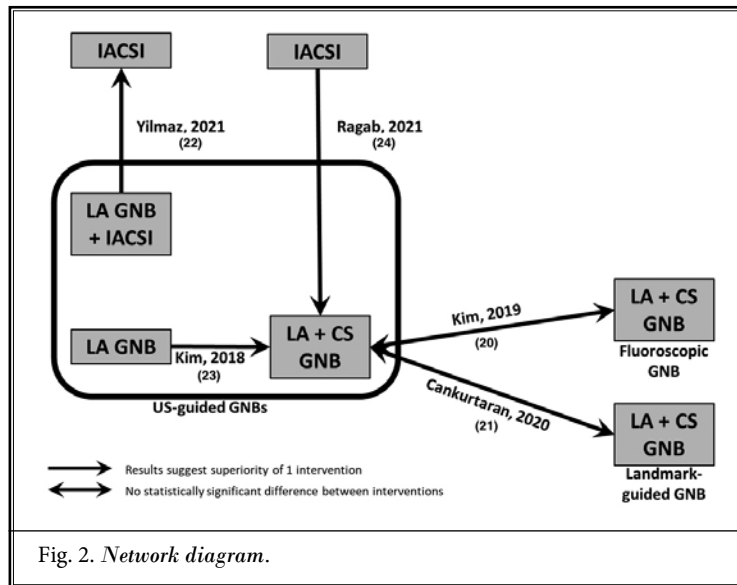 IACSI
IACSI
Yilmaz, 2021
(22)
Ragab, 2021
(24)
LA GNB
+ IACSI
LA GNB
Kim, 2018
(23)
LA + CS
GNB
US-guided GNBs
Kim, 2019
(20)
LA + CS
GNB
Fluoroscopic
GNB
Cankurtaran, 2020
(21)
LA + CS
GNB
Landmark-
guided GNB
Results suggest superiority of 1 intervention
No statistically significant difference between interventions
Fig. 2. Network diagram.